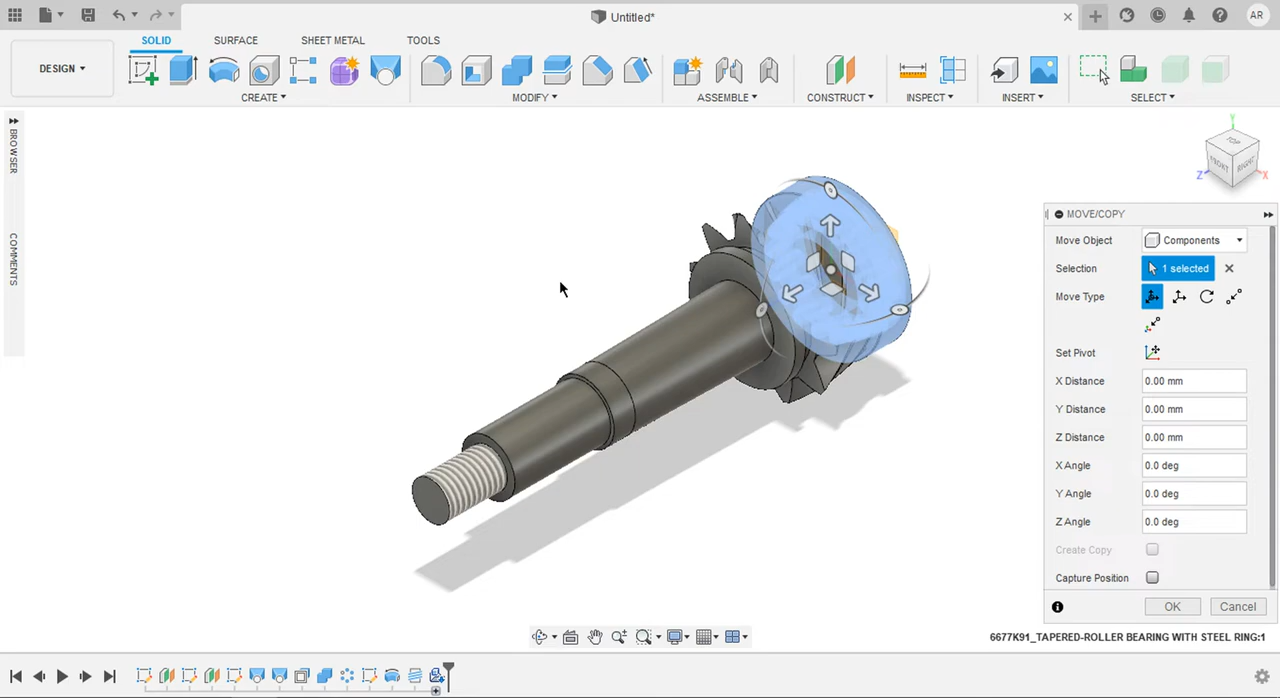 Untitled*
AR
DESIGN
SOLID
SURFACE
SHEET METAL
TOOLS
CREATE
MODIFY
ASSEMBLE
CONSTRUCT
INSPECT
INSERT
SELECT
BROWSER
COMMENTS
Y
TOP
FRONT
RIGHT
Z
X
MOVE/COPY
Move Object
Components
Selection
1 selected
Move Type
Set Pivot
X Distance
0.00 mm
Y Distance
0.00 mm
Z Distance
0.00 mm
X Angle
0.0 deg
Y Angle
0.0 deg
Z Angle
0.0 deg
Create Copy
Capture Position
OK
Cancel
6677K91_TAPERED-ROLLER BEARING WITH STEEL RING:1